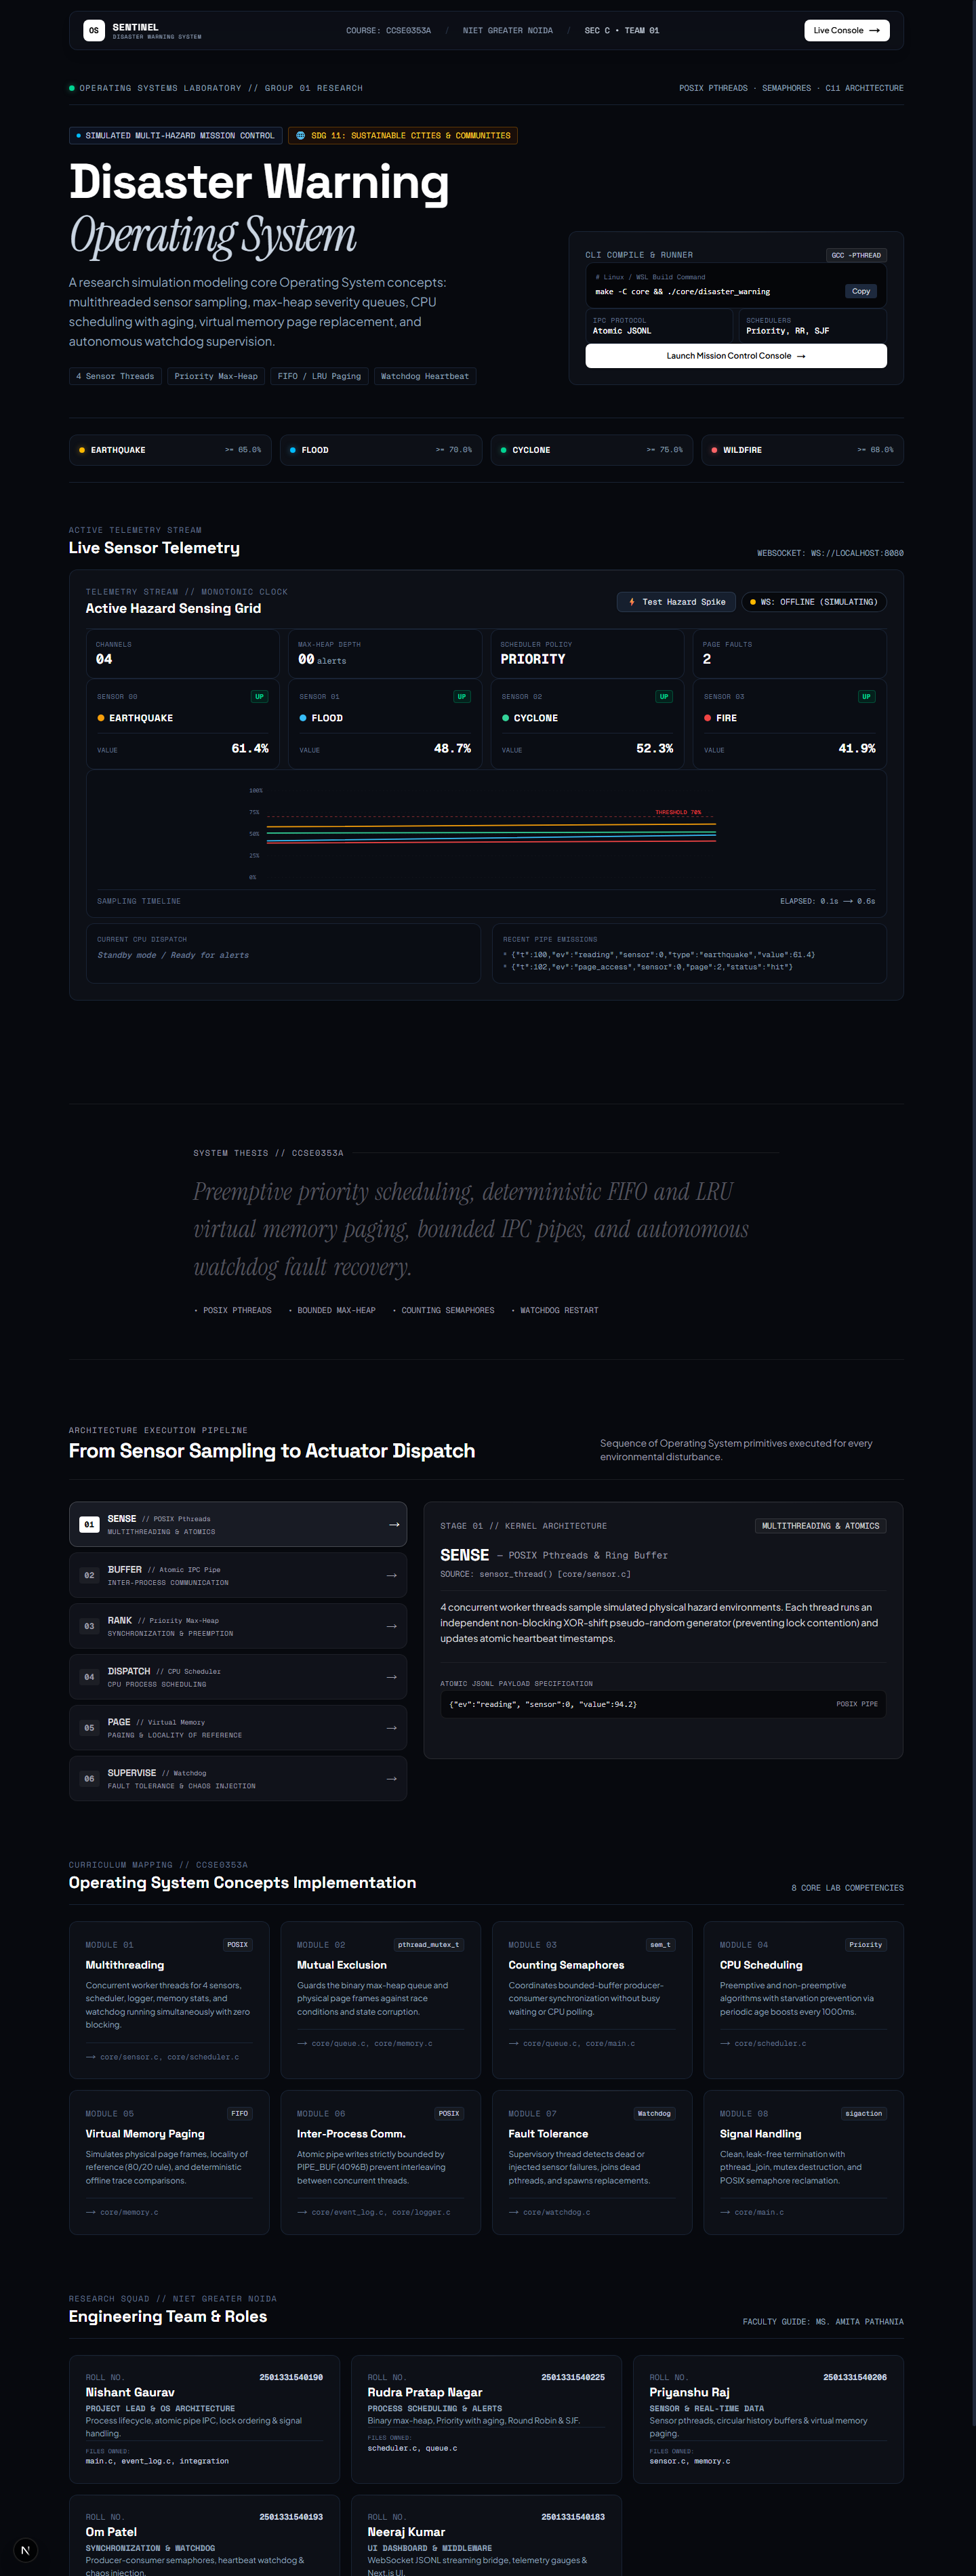 OS
SENTINEL
DISASTER WARNING SYSTEM
COURSE: CCSE0353A / NIET GREATER NOIDA / SEC C • TEAM 01
Live Console →
OPERATING SYSTEMS LABORATORY // GROUP 01 RESEARCH
POSIX PTHREADS · SEMAPHORES · C11 ARCHITECTURE
SIMULATED MULTI-HAZARD MISSION CONTROL
SDG 11: SUSTAINABLE CITIES & COMMUNITIES
Disaster Warning
Operating System
A research simulation modeling core Operating System concepts:
multithreaded sensor sampling, max-heap severity queues, CPU
scheduling with aging, virtual memory page replacement, and
autonomous watchdog supervision.
4 Sensor Threads
Priority Max-Heap
FIFO / LRU Paging
Watchdog Heartbeat
CLI COMPILE & RUNNER
GCC -PTHREAD
# Linux / WSL Build Command
make -C core && ./core/disaster_warning
Copy
IPC PROTOCOL
Atomic JSONL
SCHEDULERS
Priority, RR, SJF
Launch Mission Control Console →
EARTHQUAKE >= 65.0%
FLOOD >= 70.0%
CYCLONE >= 75.0%
WILDFIRE >= 68.0%
ACTIVE TELEMETRY STREAM
Live Sensor Telemetry
WEBSOCKET: WS://LOCALHOST:8080
TELEMETRY STREAM // MONOTONIC CLOCK
Active Hazard Sensing Grid
Test Hazard Spike
WS: OFFLINE (SIMULATING)
CHANNELS
04
MAX-HEAP DEPTH
00 alerts
SCHEDULER POLICY
PRIORITY
PAGE FAULTS
2
SENSOR 00 UP
EARTHQUAKE
VALUE 61.4%
SENSOR 01 UP
FLOOD
VALUE 48.7%
SENSOR 02 UP
CYCLONE
VALUE 52.3%
SENSOR 03 UP
FIRE
VALUE 41.9%
100%
75%
THRESHOLD 70%
50%
25%
0%
SAMPLING TIMELINE
ELAPSED: 0.1s → 0.6s
CURRENT CPU DISPATCH
Standby mode / Ready for alerts
RECENT PIPE EMISSIONS
{"t":100,"ev":"reading","sensor":0,"type":"earthquake","value":61.4}
{"t":102,"ev":"page_access","sensor":0,"page":2,"status":"hit"}
SYSTEM THESIS // CCSE0353A
Preemptive priority scheduling, deterministic FIFO and LRU
virtual memory paging, bounded IPC pipes, and autonomous
watchdog fault recovery.
• POSIX PTHREADS • BOUNDED MAX-HEAP • COUNTING SEMAPHORES • WATCHDOG RESTART
ARCHITECTURE EXECUTION PIPELINE
From Sensor Sampling to Actuator Dispatch
Sequence of Operating System primitives executed for every
environmental disturbance.
01 SENSE // POSIX Pthreads →
MULTITHREADING & ATOMICS
02 BUFFER // Atomic IPC Pipe →
INTER-PROCESS COMMUNICATION
03 RANK // Priority Max-Heap →
SYNCHRONIZATION & PREEMPTION
04 DISPATCH // CPU Scheduler →
CPU PROCESS SCHEDULING
05 PAGE // Virtual Memory →
PAGING & LOCALITY OF REFERENCE
06 SUPERVISE // Watchdog →
FAULT TOLERANCE & CHAOS INJECTION
STAGE 01 // KERNEL ARCHITECTURE
MULTITHREADING & ATOMICS
SENSE — POSIX Pthreads & Ring Buffer
SOURCE: sensor_thread() [core/sensor.c]
4 concurrent worker threads sample simulated physical hazard environments. Each thread runs an
independent non-blocking XOR-shift pseudo-random generator (preventing lock contention) and
updates atomic heartbeat timestamps.
ATOMIC JSONL PAYLOAD SPECIFICATION
{"ev":"reading", "sensor":0, "value":94.2}
POSIX PIPE
CURRICULUM MAPPING // CCSE0353A
Operating System Concepts Implementation
8 CORE LAB COMPETENCIES
MODULE 01 POSIX
Multithreading
Concurrent worker threads for 4 sensors,
scheduler, logger, memory stats, and
watchdog running simultaneously with zero
blocking.
→ core/sensor.c, core/scheduler.c
MODULE 02 pthread_mutex_t
Mutual Exclusion
Guards the binary max-heap queue and
physical page frames against race
conditions and state corruption.
→ core/queue.c, core/memory.c
MODULE 03 sem_t
Counting Semaphores
Coordinates bounded-buffer producer-
consumer synchronization without busy
waiting or CPU polling.
→ core/queue.c, core/main.c
MODULE 04 Priority
CPU Scheduling
Preemptive and non-preemptive
algorithms with starvation prevention via
periodic age boosts every 1000ms.
→ core/scheduler.c
MODULE 05 FIFO
Virtual Memory Paging
Simulates physical page frames, locality of
reference (80/20 rule), and deterministic
offline trace comparisons.
→ core/memory.c
MODULE 06 POSIX
Inter-Process Comm.
Atomic pipe writes strictly bounded by
PIPE_BUF (4096B) prevent interleaving
between concurrent threads.
→ core/event_log.c, core/logger.c
MODULE 07 Watchdog
Fault Tolerance
Supervisory thread detects dead or
injected sensor failures, joins dead
pthreads, and spawns replacements.
→ core/watchdog.c
MODULE 08 sigaction
Signal Handling
Clean, leak-free termination with
pthread_join, mutex destruction, and
POSIX semaphore reclamation.
→ core/main.c
RESEARCH SQUAD // NIET GREATER NOIDA
Engineering Team & Roles
FACULTY GUIDE: MS. AMITA PATHANIA
ROLL NO. 2501331540190
Nishant Gaurav
PROJECT LEAD & OS ARCHITECTURE
Process lifecycle, atomic pipe IPC, lock ordering & signal
handling.
FILES OWNED:
main.c, event_log.c, integration
ROLL NO. 2501331540225
Rudra Pratap Nagar
PROCESS SCHEDULING & ALERTS
Binary max-heap, Priority with aging, Round Robin & SJF.
FILES OWNED:
scheduler.c, queue.c
ROLL NO. 2501331540206
Priyanshu Raj
SENSOR & REAL-TIME DATA
Sensor pthreads, circular history buffers & virtual memory
paging.
FILES OWNED:
sensor.c, memory.c
ROLL NO. 2501331540193
Om Patel
SYNCHRONIZATION & WATCHDOG
Producer-consumer semaphores, heartbeat watchdog &
chaos injection.
ROLL NO. 2501331540183
Neeraj Kumar
UI DASHBOARD & MIDDLEWARE
WebSocket JSONL streaming bridge, telemetry gauges &
Next.js UI.
N